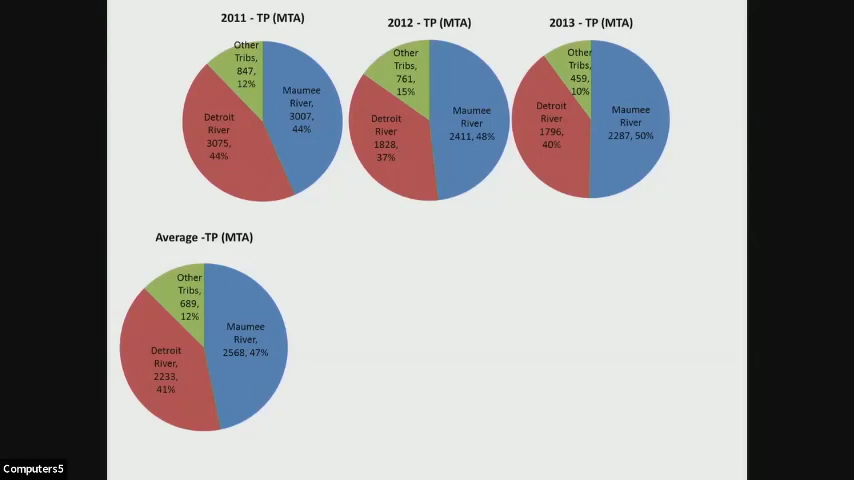 2011 - TP (MTA)
Other
Tribs,
847,
12%
Maumee
River,
3007,
44%
Detroit
River
3075,
44%
2012 - TP (MTA)
Other
Tribs,
761,
15%
Maumee
River
2411, 48%
Detroit
River
1828,
37%
2013 - TP (MTA)
Other
Tribs,
459,
10%
Maumee
River
2287, 50%
Detroit
River
1796,
40%
Average -TP (MTA)
Other
Tribs,
689,
12%
Maumee
River,
2568, 47%
Detroit
River,
2233,
41%
Computers5